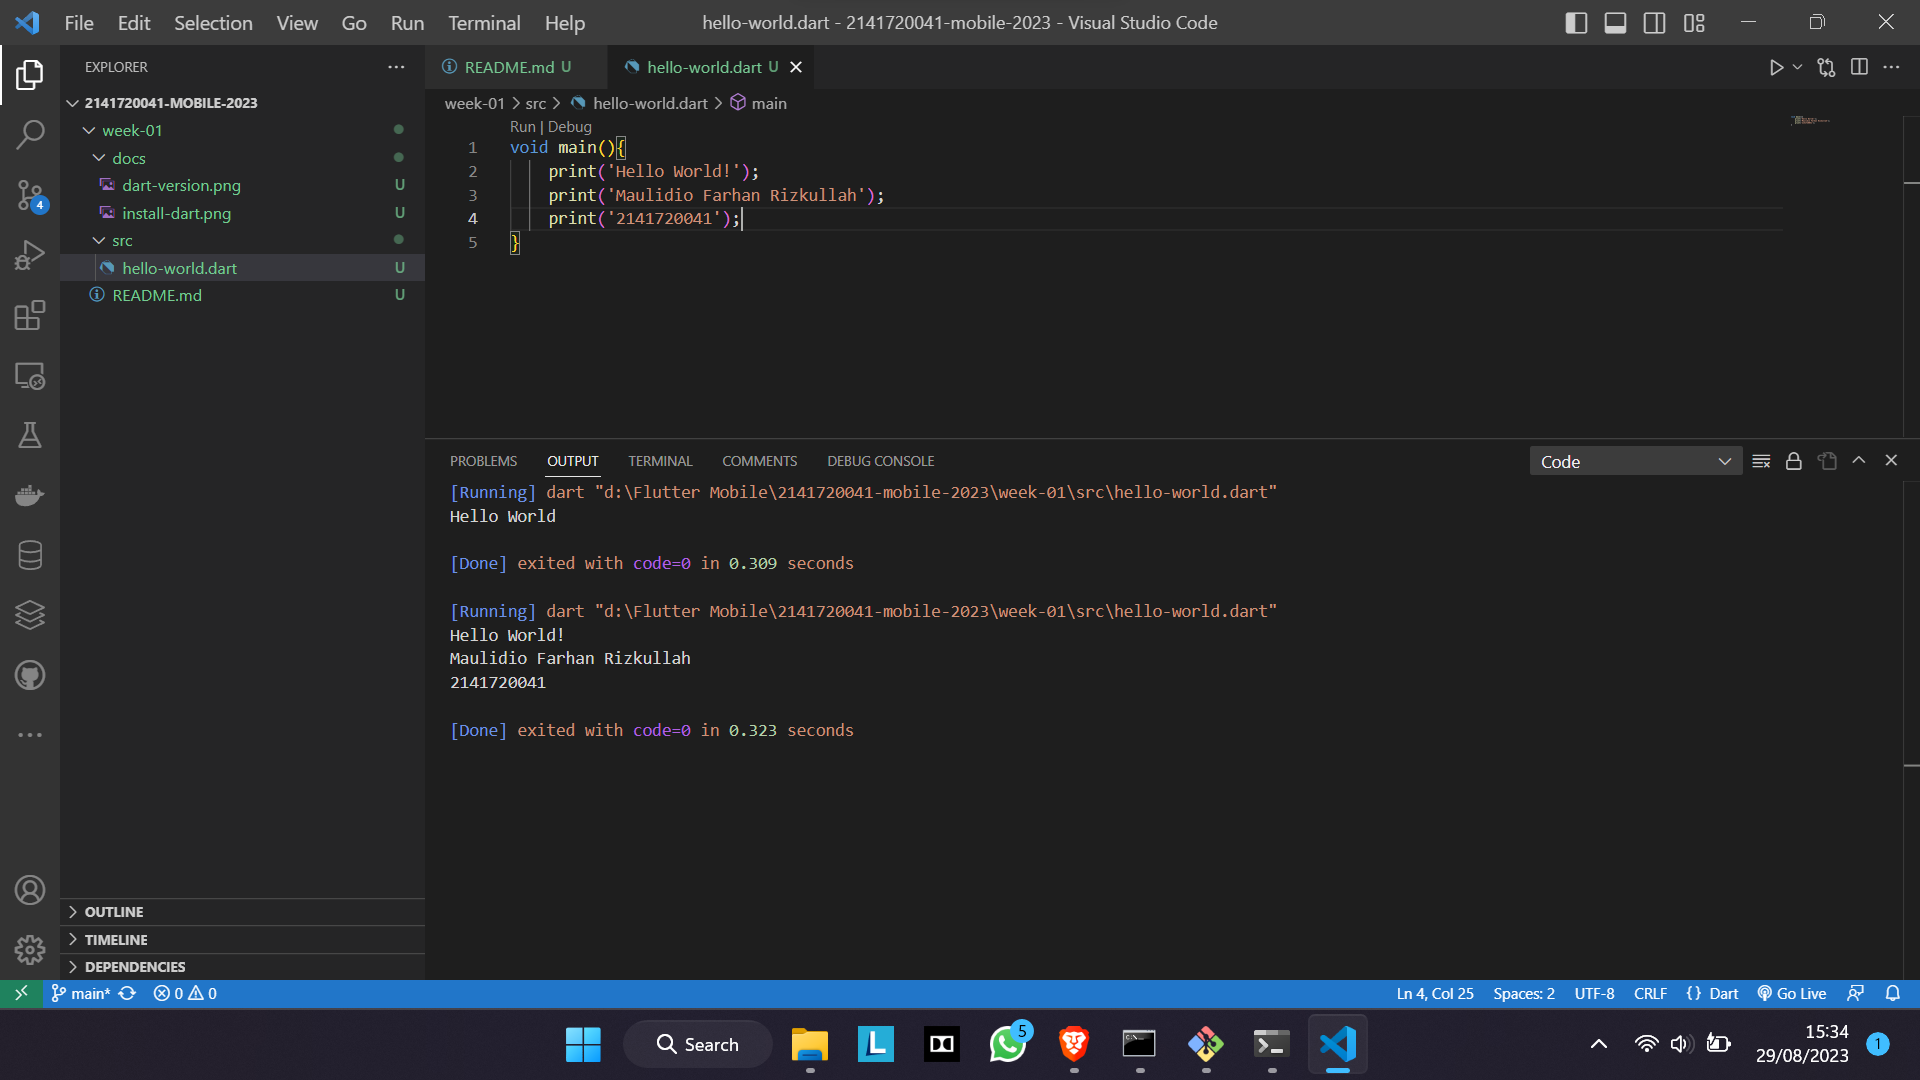 File Edit Selection View Go Run Terminal Help
hello-world.dart - 2141720041-mobile-2023 - Visual Studio Code
EXPLORER
2141720041-MOBILE-2023
week-01
docs
dart-version.png U
install-dart.png U
src
hello-world.dart U
README.md U
4
OUTLINE
TIMELINE
DEPENDENCIES
README.md U
hello-world.dart U
week-01 > src > hello-world.dart > main
Run | Debug
1 void main(){
2 print('Hello World!');
3 print('Maulidio Farhan Rizkullah');
4 print('2141720041');
5 }
PROBLEMS OUTPUT TERMINAL COMMENTS DEBUG CONSOLE
Code
[Running] dart "d:\Flutter Mobile\2141720041-mobile-2023\week-01\src\hello-world.dart"
Hello World
[Done] exited with code=0 in 0.309 seconds
[Running] dart "d:\Flutter Mobile\2141720041-mobile-2023\week-01\src\hello-world.dart"
Hello World!
Maulidio Farhan Rizkullah
2141720041
[Done] exited with code=0 in 0.323 seconds
main* 0 0
Ln 4, Col 25 Spaces: 2 UTF-8 CRLF {} Dart Go Live
Search
L
5
15:34
29/08/2023
1